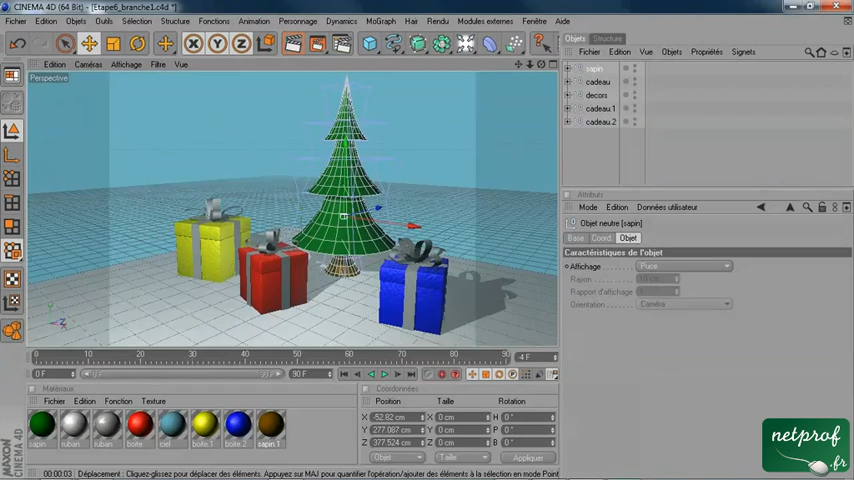 CINEMA 4D (64 Bit) - [Etape6_branche1.c4d *]
Fichier Edition Objets Outils Sélection Structure Fonctions Animation Personnage Dynamics MoGraph Hair Rendu Modules externes Fenêtre Aide
Objets Structure
Fichier Edition Vue Objets Propriétés Signets
Edition Caméras Affichage Filtre Vue
Perspective
sapin
cadeau
decors
cadeau.1
cadeau.2
Attributs
Mode Edition Données utilisateur
Objet neutre [sapin]
Base Coord. Objet
Caractéristiques de l'objet
Affichage Puce
Rayon 10 cm
Rapport d'affichage 1
Orientation Caméra
0 10 20 30 40 50 60 70 80 90 -4 F
0 F 0 F 90 F 90 F
Matériaux
Fichier Edition Fonction Texture
sapin ruban ruban boite ciel boite.1 boite.2 sapin.1
Coordonnées
Position Taille Rotation
X -52.82 cm X 0 cm H 0 °
Y 277.087 cm Y 0 cm P 0 °
Z 377.524 cm Z 0 cm B 0 °
Objet Taille Appliquer
MAXON
CINEMA 4D
00:00:03 Déplacement : Cliquez-glissez pour déplacer des éléments. Appuyez sur MAJ pour quantifier l'opération/ajouter des éléments à la sélection en mode Point
netprof
.fr